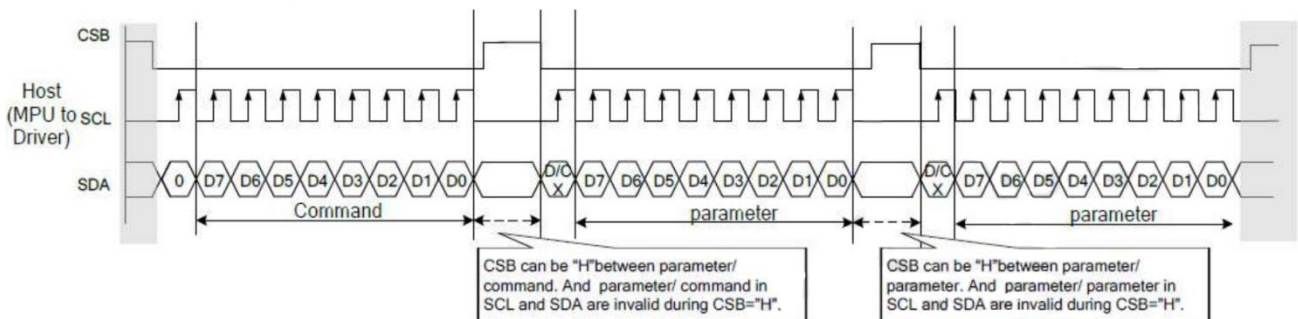 CSB
Host
(MPU to SCL
Driver)
SDA 0 D7 D6 D5 D4 D3 D2 D1 D0 D/C X D7 D6 D5 D4 D3 D2 D1 D0 D/C X D7 D6 D5 D4 D3 D2 D1 D0
Command parameter parameter
CSB can be "H"between parameter/
command. And parameter/ command in
SCL and SDA are invalid during CSB="H".
CSB can be "H"between parameter/
parameter. And parameter/ parameter in
SCL and SDA are invalid during CSB="H".